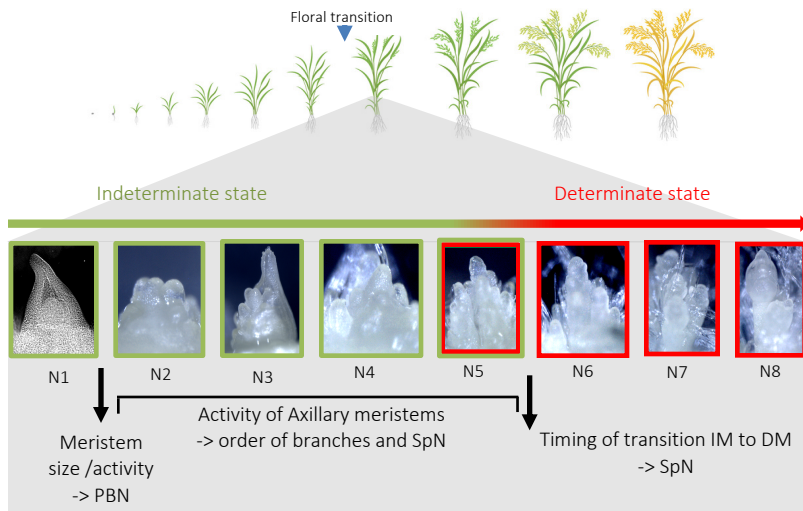 Floral transition
Indeterminate state
Determinate state
N1
N2
N3
N4
N5
N6
N7
N8
Meristem
size /activity
-> PBN
Activity of Axillary meristems
-> order of branches and SpN
Timing of transition IM to DM
-> SpN